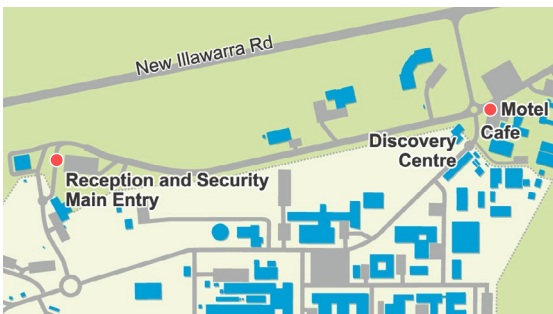 New Illawarra Rd
Motel
Cafe
Discovery
Centre
Reception and Security
Main Entry